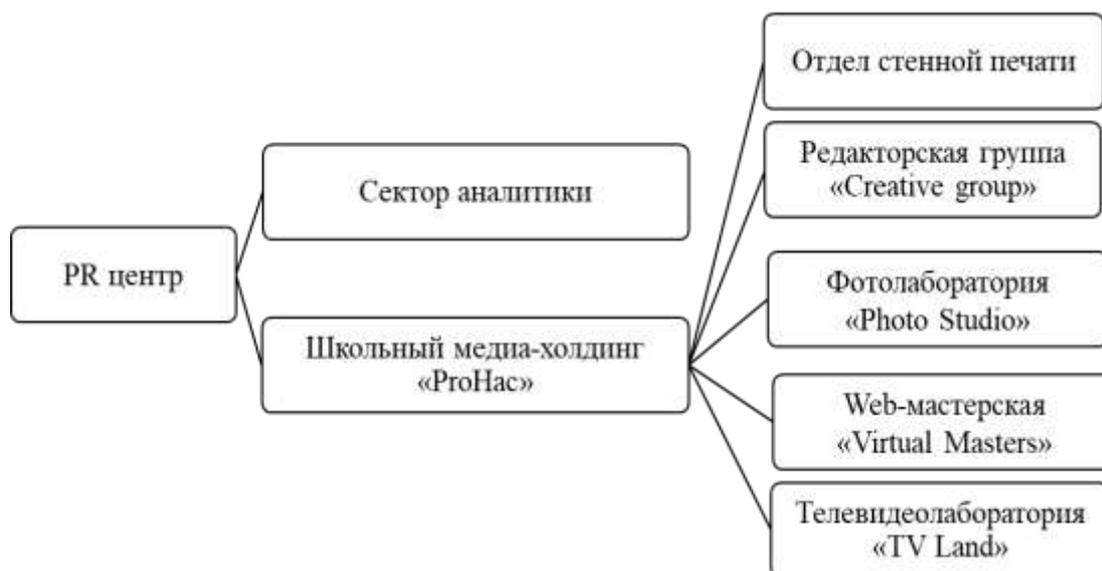 PR центр
Сектор аналитики
Школьный медиа-холдинг
«ProНас»
Отдел стенной печати
Редакторская группа
«Creative group»
Фотолаборатория
«Photo Studio»
Web-мастерская
«Virtual Masters»
Телевидеолаборатория
«TV Land»